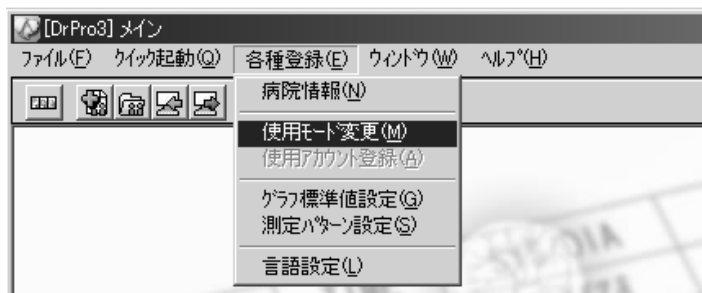 [DrPro3] メイン
ファイル(F) クイック起動(Q) 各種登録(E) ウィンドウ(W) ヘルプ(H)
病院情報(N)
使用モード変更(M)
使用アカウント登録(A)
グラフ標準値設定(G)
測定パターン設定(S)
言語設定(L)
DIA